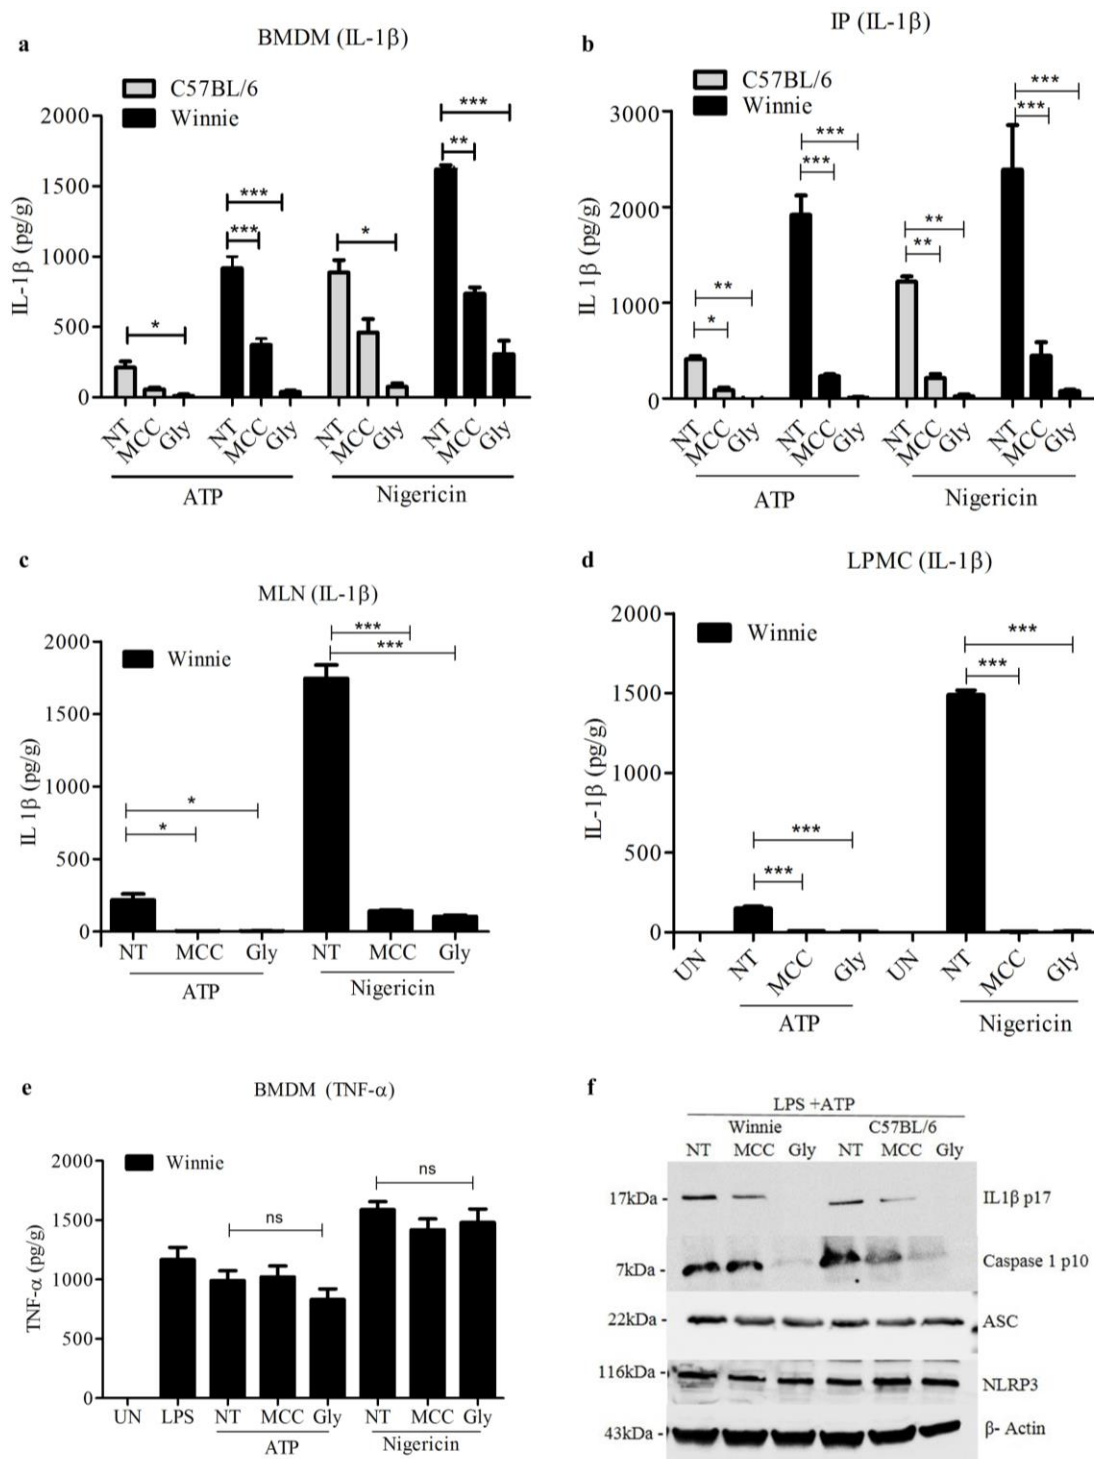 a
BMDM (IL-1β)
C57BL/6
Winnie
IL-1β (pg/g)
2000
1500
1000
500
0
*
***
***
*
**
***
NT MCC Gly NT MCC Gly NT MCC Gly NT MCC Gly
ATP Nigericin
b
IP (IL-1β)
C57BL/6
Winnie
IL 1β (pg/g)
3000
2000
1000
0
*
**
***
***
**
**
***
***
NT MCC Gly NT MCC Gly NT MCC Gly NT MCC Gly
ATP Nigericin
c
MLN (IL-1β)
Winnie
IL 1β (pg/g)
2000
1500
1000
500
0
*
*
***
***
NT MCC Gly NT MCC Gly
ATP Nigericin
d
LPMC (IL-1β)
Winnie
IL-1β (pg/g)
2000
1500
1000
500
0
***
***
***
***
UN NT MCC Gly UN NT MCC Gly
ATP Nigericin
e
BMDM (TNF-α)
Winnie
TNF-α (pg/g)
2000
1500
1000
500
0
ns
ns
UN LPS NT MCC Gly NT MCC Gly
ATP Nigericin
f
LPS +ATP
Winnie C57BL/6
NT MCC Gly NT MCC Gly
17kDa - IL1β p17
7kDa - Caspase 1 p10
22kDa - ASC
116kDa - NLRP3
43kDa - β- Actin